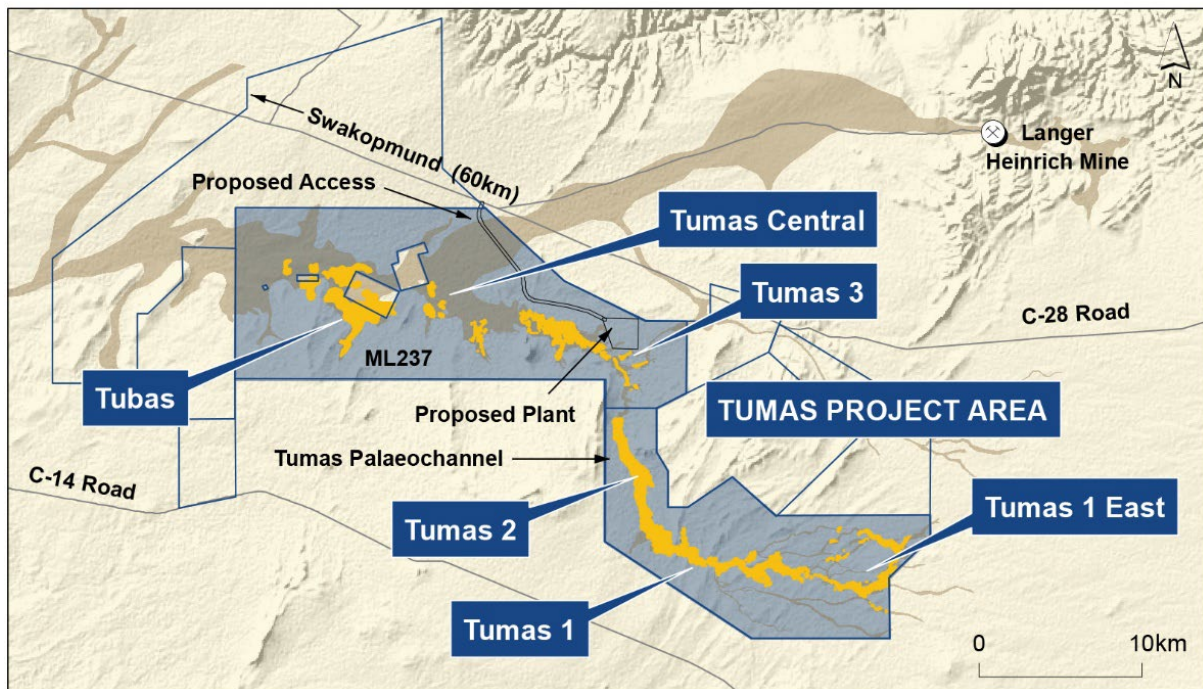 N
Langer
Heinrich Mine
Swakopmund (60km)
Proposed Access
Tumas Central
Tumas 3
C-28 Road
ML237
Tubas
Proposed Plant
TUMAS PROJECT AREA
Tumas Palaeochannel
C-14 Road
Tumas 2
Tumas 1 East
Tumas 1
0 10km